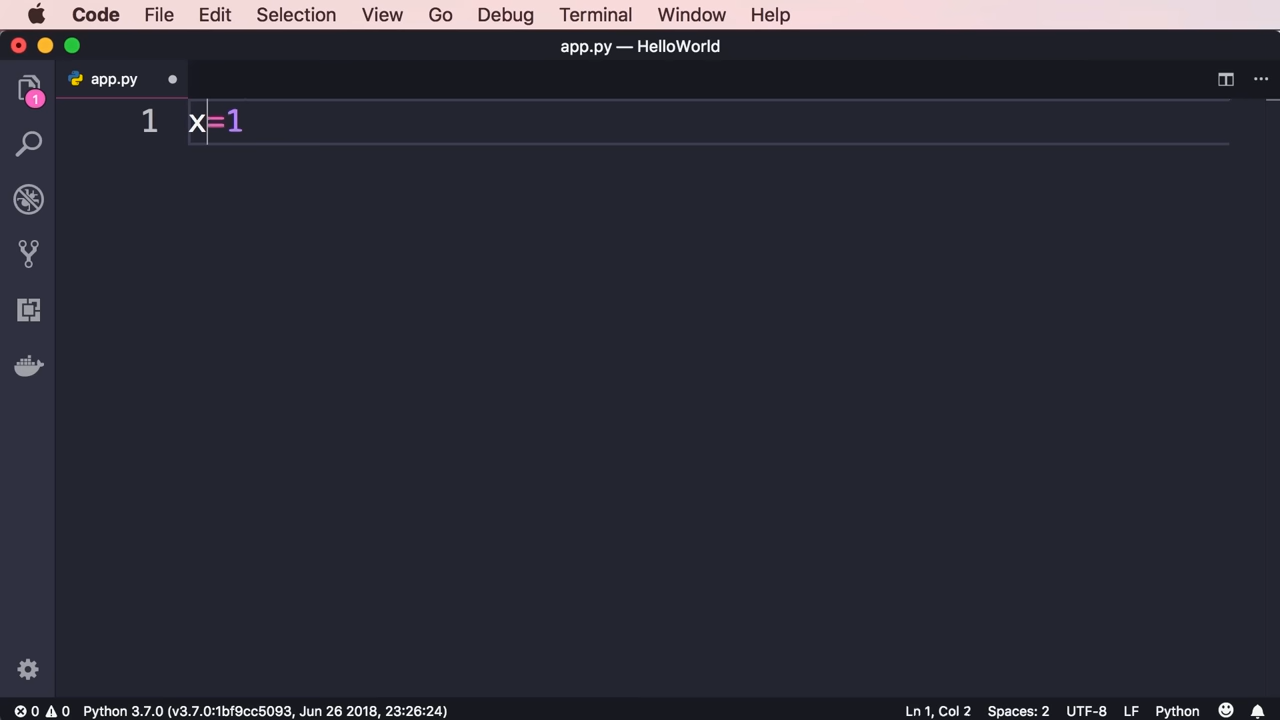 Code File Edit Selection View Go Debug Terminal Window Help
app.py — HelloWorld
app.py
1
1 x=1
0 0 Python 3.7.0 (v3.7.0:1bf9cc5093, Jun 26 2018, 23:26:24) Ln 1, Col 2 Spaces: 2 UTF-8 LF Python